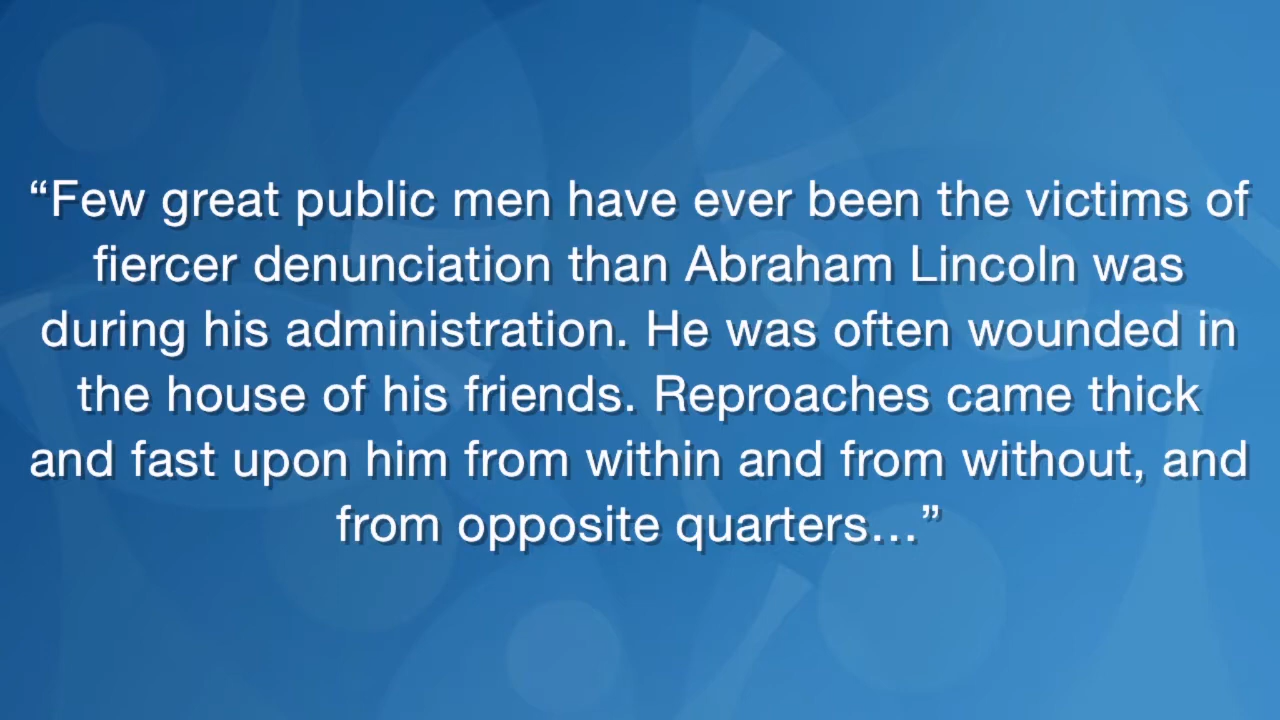 “Few great public men have ever been the victims of
fiercer denunciation than Abraham Lincoln was
during his administration. He was often wounded in
the house of his friends. Reproaches came thick
and fast upon him from within and from without, and
from opposite quarters…”